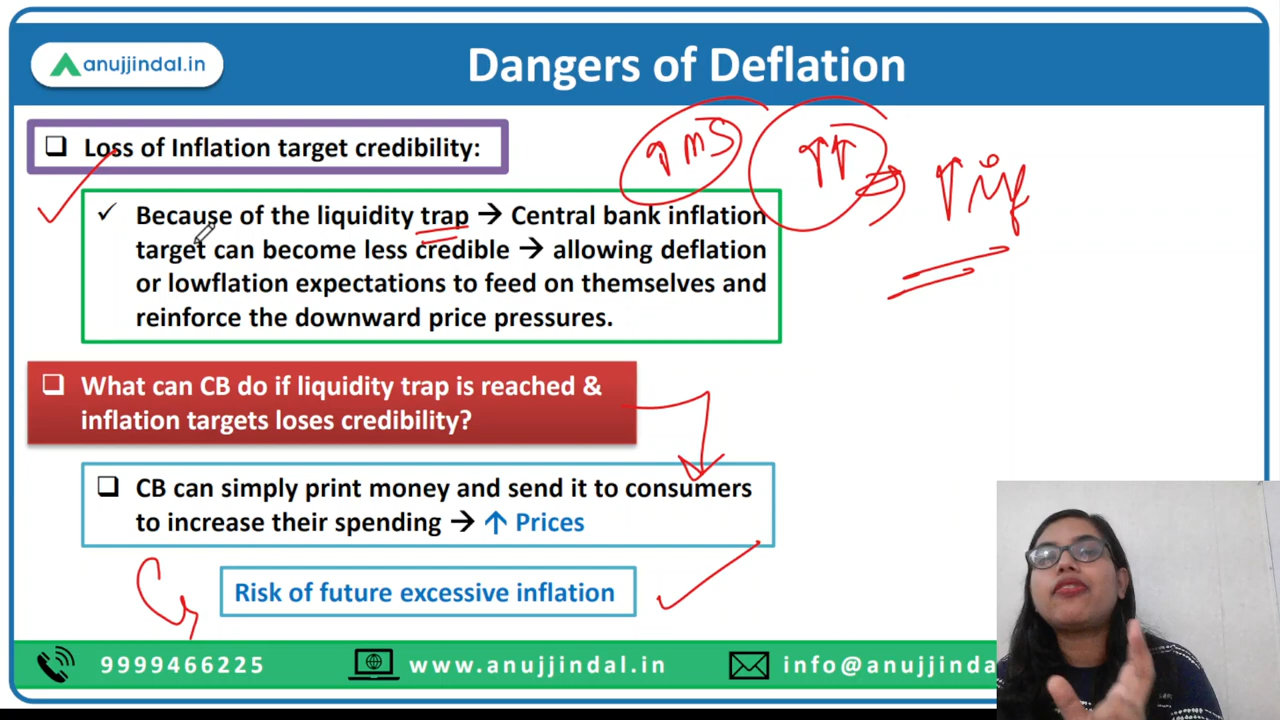 anujjindal.in
Dangers of Deflation
❑ Loss of Inflation target credibility:
↑ MS
↑↑ → ↑ inf
✓ Because of the liquidity trap → Central bank inflation
target can become less credible → allowing deflation
or lowflation expectations to feed on themselves and
reinforce the downward price pressures.
❑ What can CB do if liquidity trap is reached &
inflation targets loses credibility?
❑ CB can simply print money and send it to consumers
to increase their spending → ↑ Prices
Risk of future excessive inflation
9999466225
www.anujjindal.in
info@anujjinda